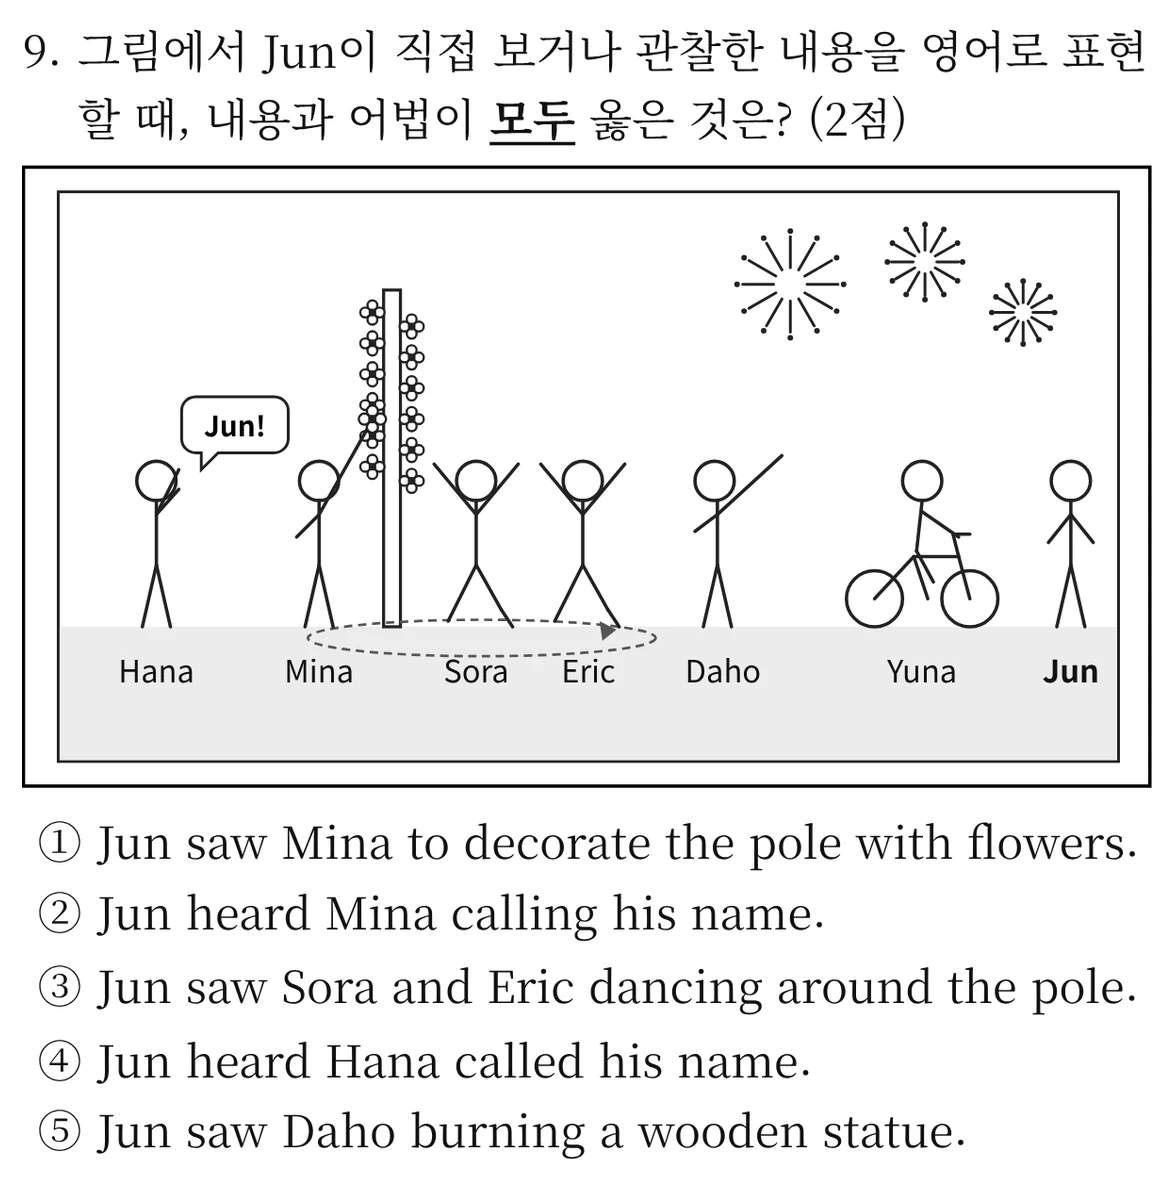 9. 그림에서 Jun이 직접 보거나 관찰한 내용을 영어로 표현
할 때, 내용과 어법이 모두 옳은 것은? (2점)
Jun!
Hana Mina Sora Eric Daho Yuna Jun
① Jun saw Mina to decorate the pole with flowers.
② Jun heard Mina calling his name.
③ Jun saw Sora and Eric dancing around the pole.
④ Jun heard Hana called his name.
⑤ Jun saw Daho burning a wooden statue.